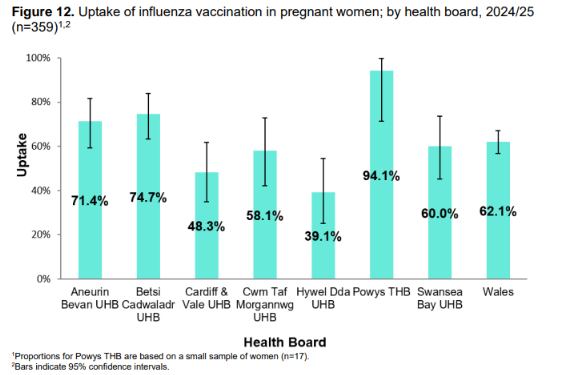 Figure 12. Uptake of influenza vaccination in pregnant women; by health board, 2024/25
(n=359)1,2
100%
80%
60%
40%
20%
0%
Uptake
71.4%
74.7%
48.3%
58.1%
39.1%
94.1%
60.0%
62.1%
Aneurin
Bevan UHB
Betsi
Cadwaladr
UHB
Cardiff &
Vale UHB
Cwm Taf
Morgannwg
UHB
Hywel Dda
UHB
Powys THB
Swansea
Bay UHB
Wales
Health Board
1Proportions for Powys THB are based on a small sample of women (n=17).
2Bars indicate 95% confidence intervals.